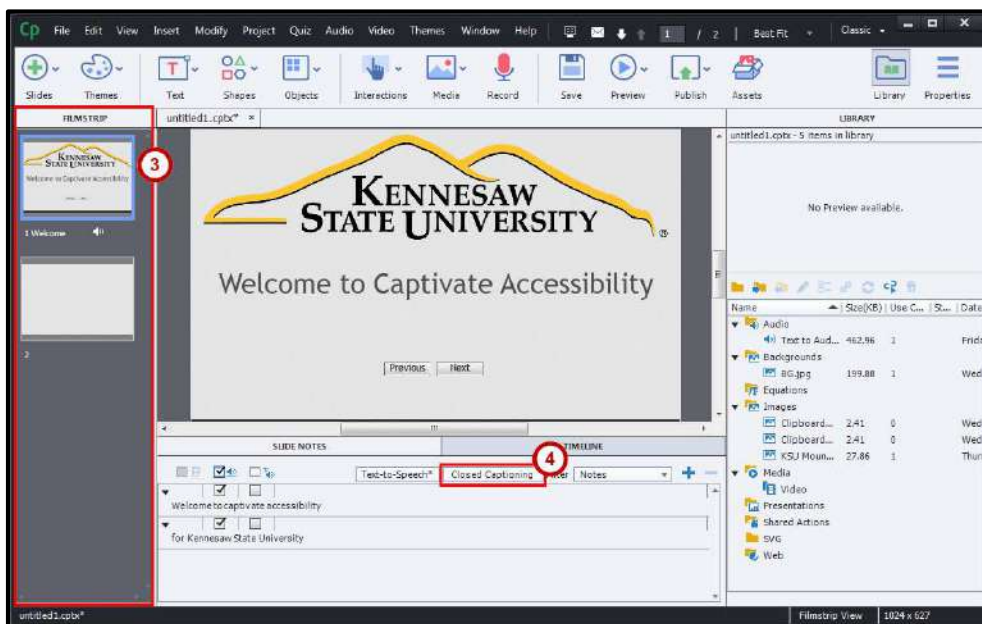 Cp File Edit View Insert Modify Project Quiz Audio Video Themes Window Help 1 / 2 Best Fit Classic
Slides Themes Text Shapes Objects Interactions Media Record Save Preview Publish Assets Library Properties
FILMSTRIP
untitled1.cptx* ×
LIBRARY
untitled1.cptx - 5 items in library
3
KENNESAW
STATE UNIVERSITY
Welcome to Captivate Accessibility
1 Welcome
2
KENNESAW
STATE UNIVERSITY
®
Welcome to Captivate Accessibility
Previous Next
No Preview available.
Name Size(KB) Use C... St... Date
Audio
Text to Aud... 462.96 1 Frid
Backgrounds
BG.jpg 199.88 1 Wed
Equations
Images
Clipboard... 2.41 0 Wed
Clipboard... 2.41 0 Wed
KSU Moun... 27.86 1 Thur
Media
Video
Presentations
Shared Actions
SVG
Web
SLIDE NOTES TIMELINE
4
Text-to-Speech* Closed Captioning Notes
Welcome to captivate accessibility
for Kennesaw State University
untitled1.cptx* Filmstrip View 1024 x 627